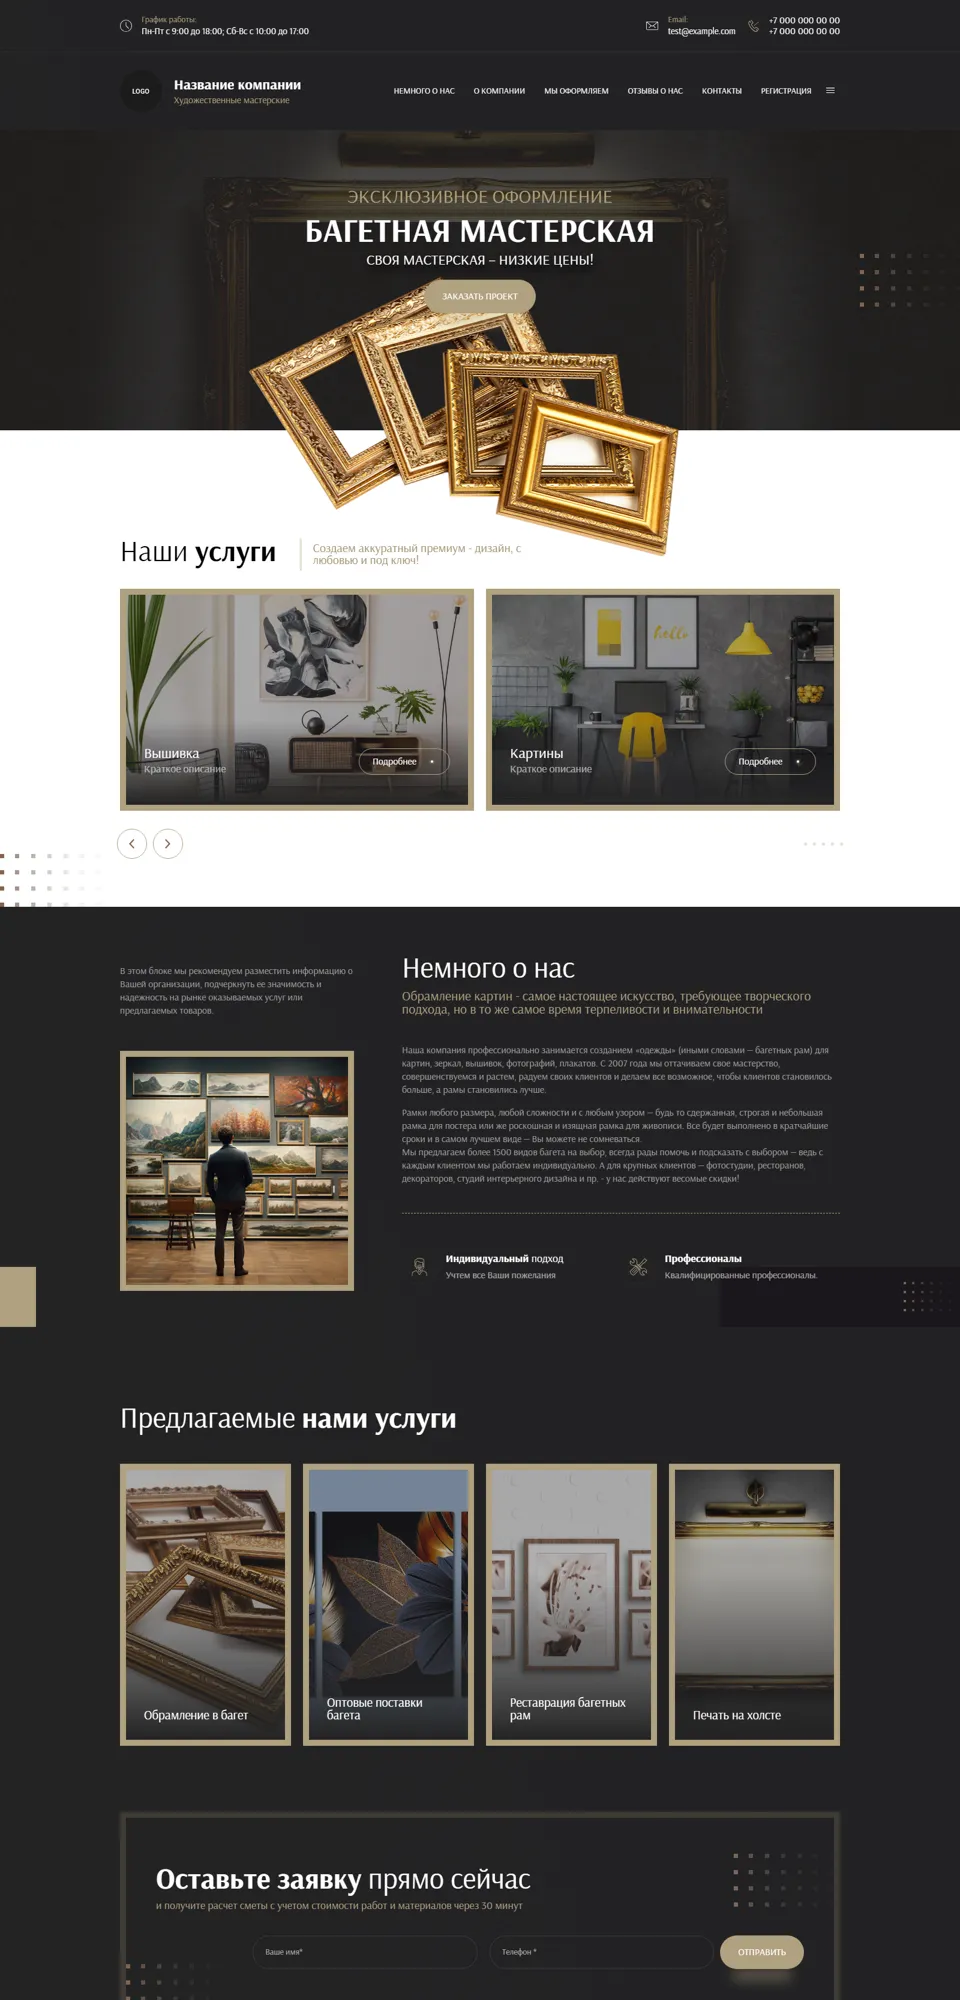 График работы:
Пн-Пт с 9:00 до 18:00; Сб-Вс с 10:00 до 17:00
Email:
test@example.com
+7 000 000 00 00
+7 000 000 00 00
LOGO
Название компании
Художественные мастерские
НЕМНОГО О НАС
О КОМПАНИИ
МЫ ОФОРМЛЯЕМ
ОТЗЫВЫ О НАС
КОНТАКТЫ
РЕГИСТРАЦИЯ
ЭКСКЛЮЗИВНОЕ ОФОРМЛЕНИЕ
БАГЕТНАЯ МАСТЕРСКАЯ
СВОЯ МАСТЕРСКАЯ – НИЗКИЕ ЦЕНЫ!
ЗАКАЗАТЬ ПРОЕКТ
Наши услуги
Создаем аккуратный премиум - дизайн, с
любовью и под ключ!
Вышивка
Краткое описание
Подробнее
hello
Картины
Краткое описание
Подробнее
В этом блоке мы рекомендуем разместить информацию о
Вашей организации, подчеркнуть ее значимость и
надежность на рынке оказываемых услуг или
предлагаемых товаров.
Немного о нас
Обрамление картин - самое настоящее искусство, требующее творческого
подхода, но в то же самое время терпеливости и внимательности
Наша компания профессионально занимается созданием «одежды» (иными словами — багетных рам) для
картин, зеркал, вышивок, фотографий, плакатов. С 2007 года мы оттачиваем свое мастерство,
совершенствуемся и растем, радуем своих клиентов и делаем все возможное, чтобы клиентов становилось
больше, а рамы становились лучше.
Рамки любого размера, любой сложности и с любым узором — будь то сдержанная, строгая и небольшая
рамка для постера или же роскошная и изящная рамка для живописи. Все будет выполнено в кратчайшие
сроки и в самом лучшем виде — Вы можете не сомневаться.
Мы предлагаем более 1500 видов багета на выбор, всегда рады помочь и подсказать с выбором — ведь с
каждым клиентом мы работаем индивидуально. А для крупных клиентов — фотостудии, ресторанов,
декораторов, студий интерьерного дизайна и пр. - у нас действуют весомые скидки!
Индивидуальный подход
Учтем все Ваши пожелания
Профессионалы
Квалифицированные профессионалы.
Предлагаемые нами услуги
Обрамление в багет
Оптовые поставки
багета
Реставрация багетных
рам
Печать на холсте
Оставьте заявку прямо сейчас
и получите расчет сметы с учетом стоимости работ и материалов через 30 минут
Ваше имя*
Телефон *
ОТПРАВИТЬ